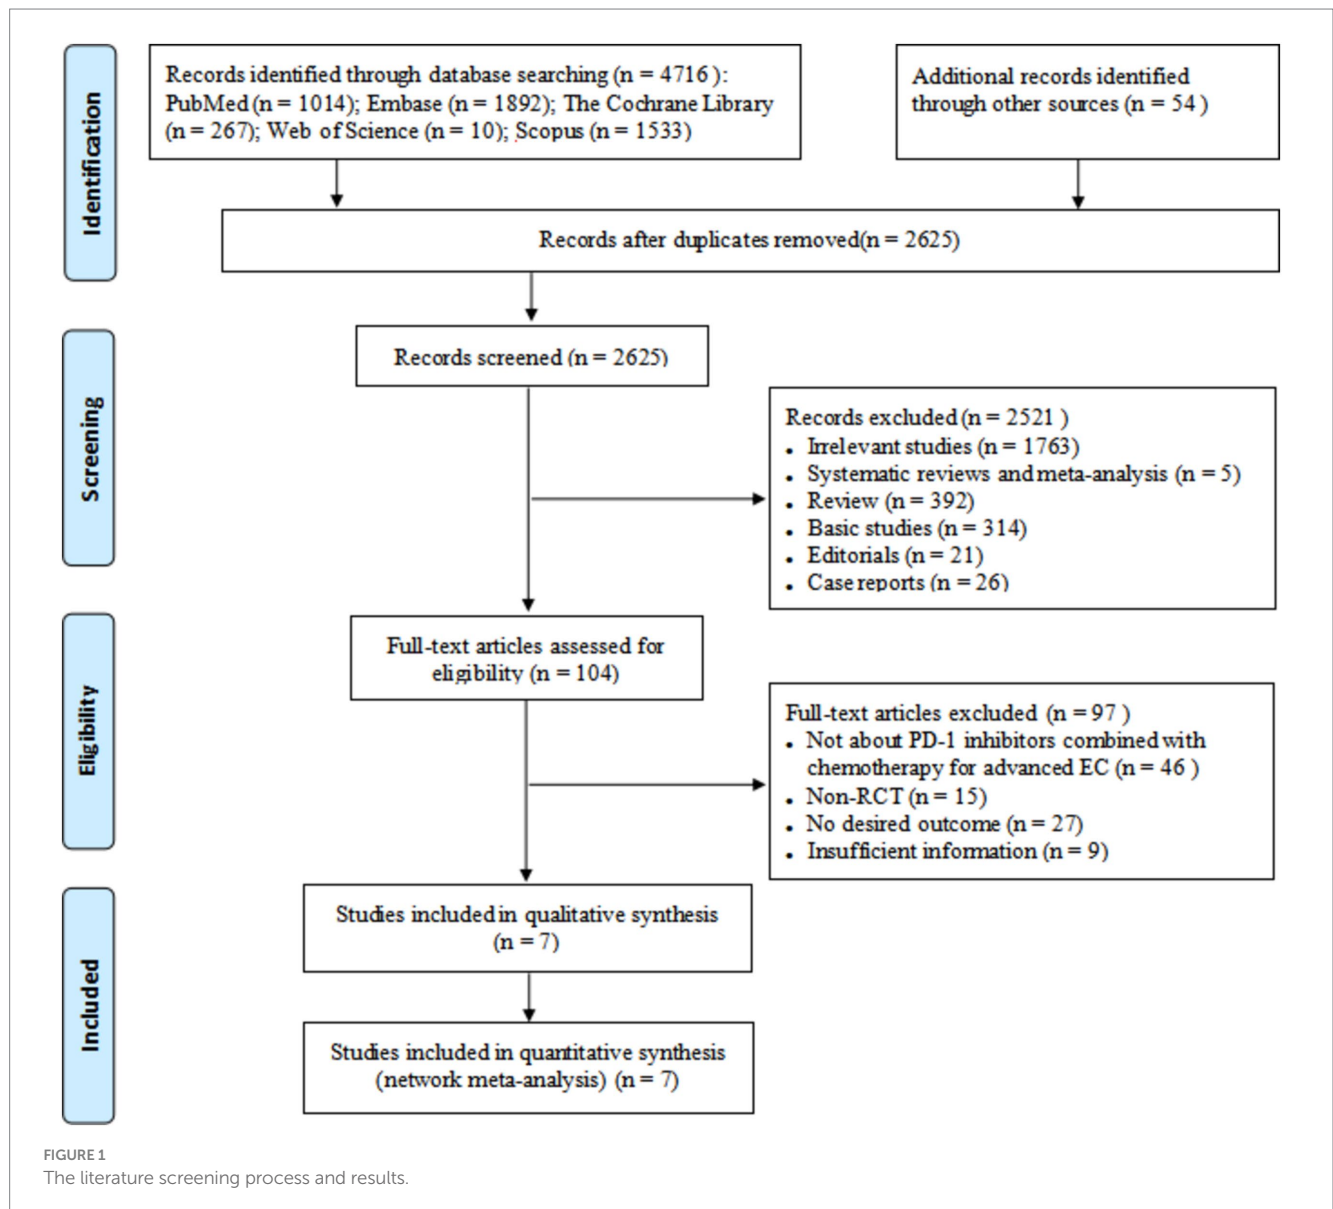 Identification
Records identified through database searching (n = 4716 ):
PubMed (n = 1014); Embase (n = 1892); The Cochrane Library
(n = 267); Web of Science (n = 10); Scopus (n = 1533)
Additional records identified
through other sources (n = 54 )
Records after duplicates removed(n = 2625)
Screening
Records screened (n = 2625)
Records excluded (n = 2521 )
• Irrelevant studies (n = 1763)
• Systematic reviews and meta-analysis (n = 5)
• Review (n = 392)
• Basic studies (n = 314)
• Editorials (n = 21)
• Case reports (n = 26)
Eligibility
Full-text articles assessed for
eligibility (n = 104)
Full-text articles excluded (n = 97 )
• Not about PD-1 inhibitors combined with
chemotherapy for advanced EC (n = 46 )
• Non-RCT (n = 15)
• No desired outcome (n = 27)
• Insufficient information (n = 9)
Included
Studies included in qualitative synthesis
(n = 7)
Studies included in quantitative synthesis
(network meta-analysis) (n = 7)
FIGURE 1
The literature screening process and results.